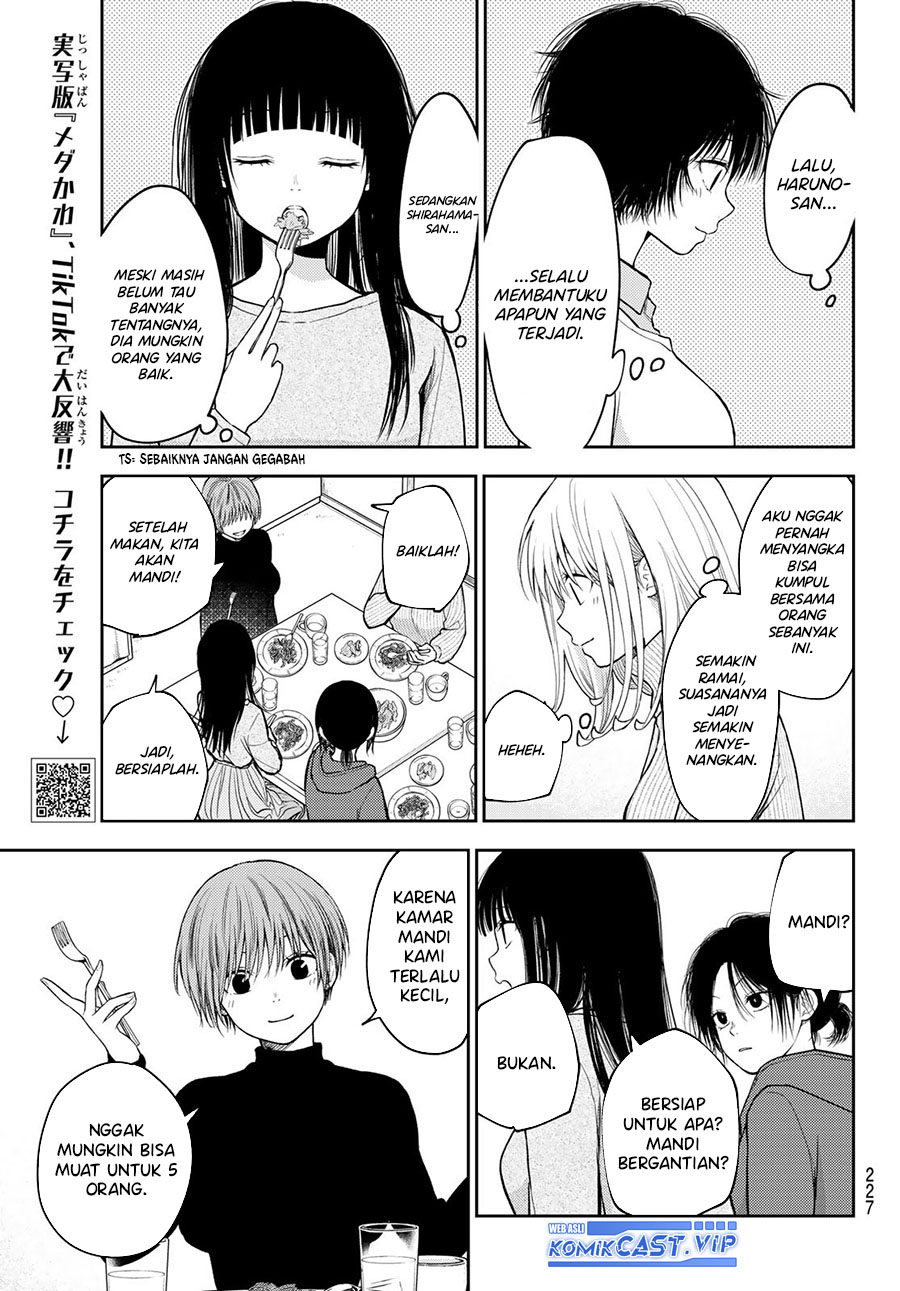 LALU,
HARUNO-
SAN...
...SELALU
MEMBANTUKU
APAPUN YANG
TERJADI.
SEDANGKAN
SHIRAHAMA-
SAN...
MESKI MASIH
BELUM TAU
BANYAK
TENTANGNYA,
DIA MUNGKIN
ORANG YANG
BAIK.
TS: SEBAIKNYA JANGAN GEGABAH
AKU NGGAK
PERNAH
MENYANGKA
BISA
KUMPUL
BERSAMA
ORANG
SEBANYAK
INI.
SEMAKIN
RAMAI,
SUASANANYA
JADI
SEMAKIN
MENYE-
NANGKAN.
HEHEH.
BAIKLAH!
SETELAH
MAKAN, KITA
AKAN
MANDI!
JADI,
BERSIAPLAH.
MANDI?
BERSIAP
UNTUK APA?
MANDI
BERGANTIAN?
BUKAN.
KARENA
KAMAR
MANDI
KAMI
TERLALU
KECIL,
NGGAK
MUNGKIN BISA
MUAT UNTUK 5
ORANG.
実写版『メダかわ』、TikTokで大反響!! コチラをチェック♡→
じっしゃばん
だいはんきょう
227
WEB ASLI
KOMIKCAST.VIP